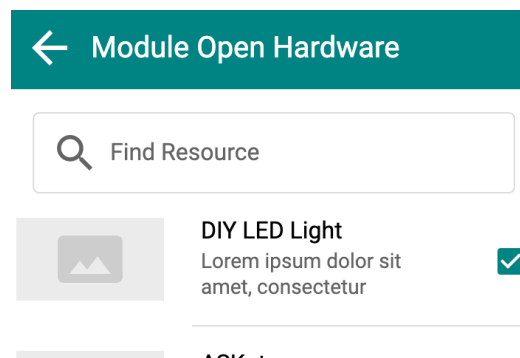 Module Open Hardware
Find Resource
DIY LED Light
Lorem ipsum dolor sit
amet, consectetur